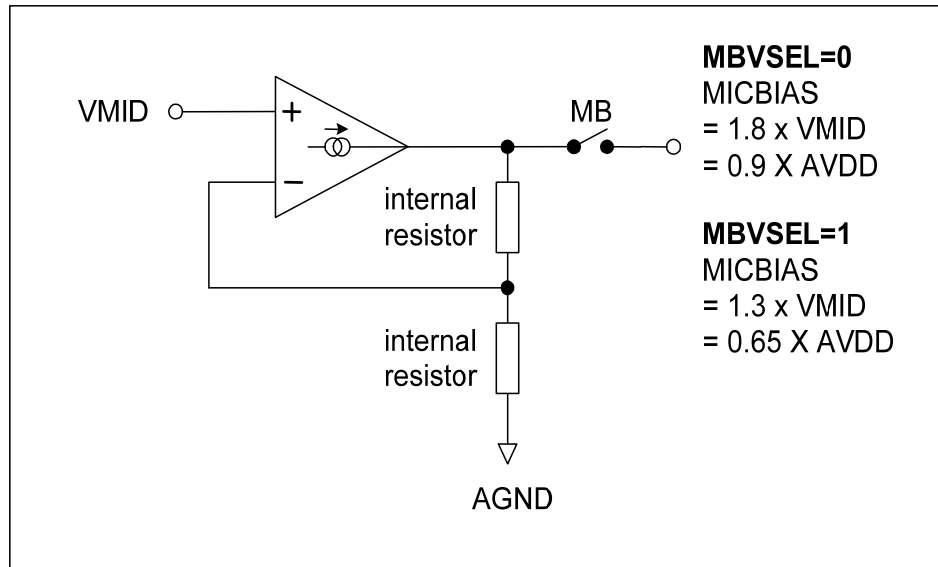 VMID
+
−
MB
internal
resistor
internal
resistor
AGND
MBVSEL=0
MICBIAS
= 1.8 x VMID
= 0.9 X AVDD
MBVSEL=1
MICBIAS
= 1.3 x VMID
= 0.65 X AVDD